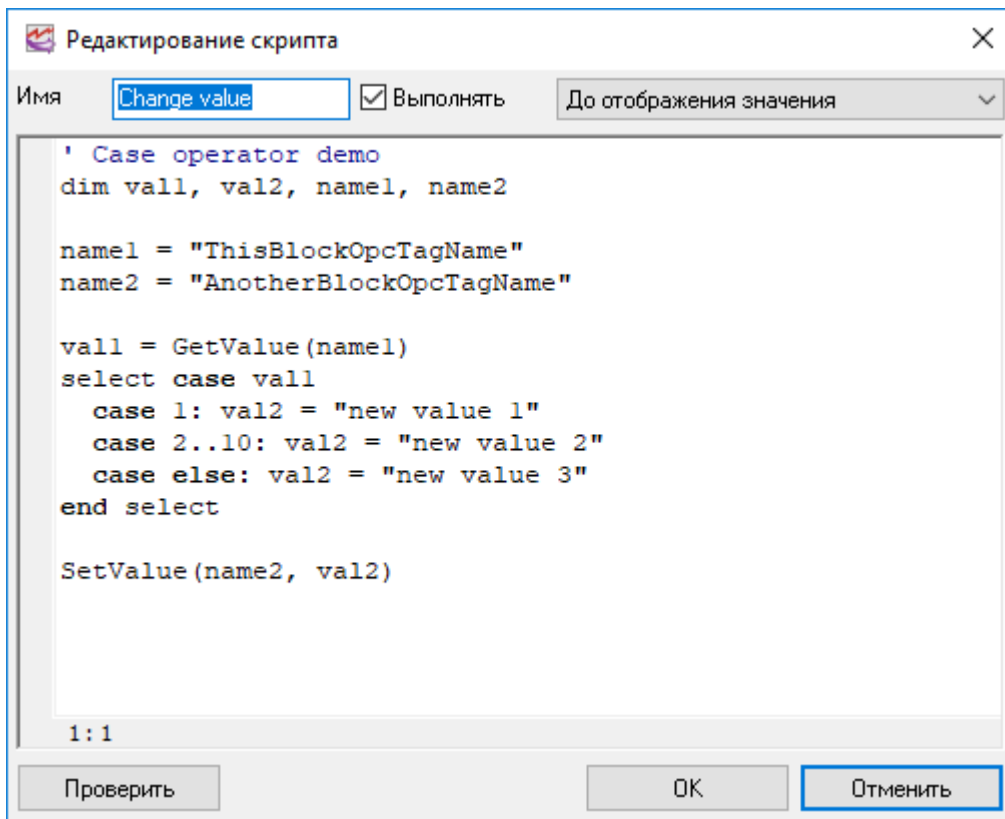 Редактирование скрипта
Имя Change value Выполнять До отображения значения
' Case operator demo
dim val1, val2, name1, name2
name1 = "ThisBlockOpcTagName"
name2 = "AnotherBlockOpcTagName"
val1 = GetValue(name1)
select case val1
case 1: val2 = "new value 1"
case 2..10: val2 = "new value 2"
case else: val2 = "new value 3"
end select
SetValue(name2, val2)
1:1
Проверить OK Отменить